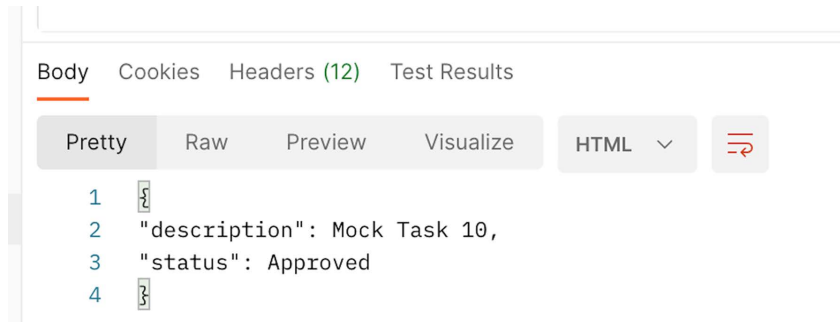 Body Cookies Headers (12) Test Results
Pretty Raw Preview Visualize HTML
1 {
2 "description": Mock Task 10,
3 "status": Approved
4 }